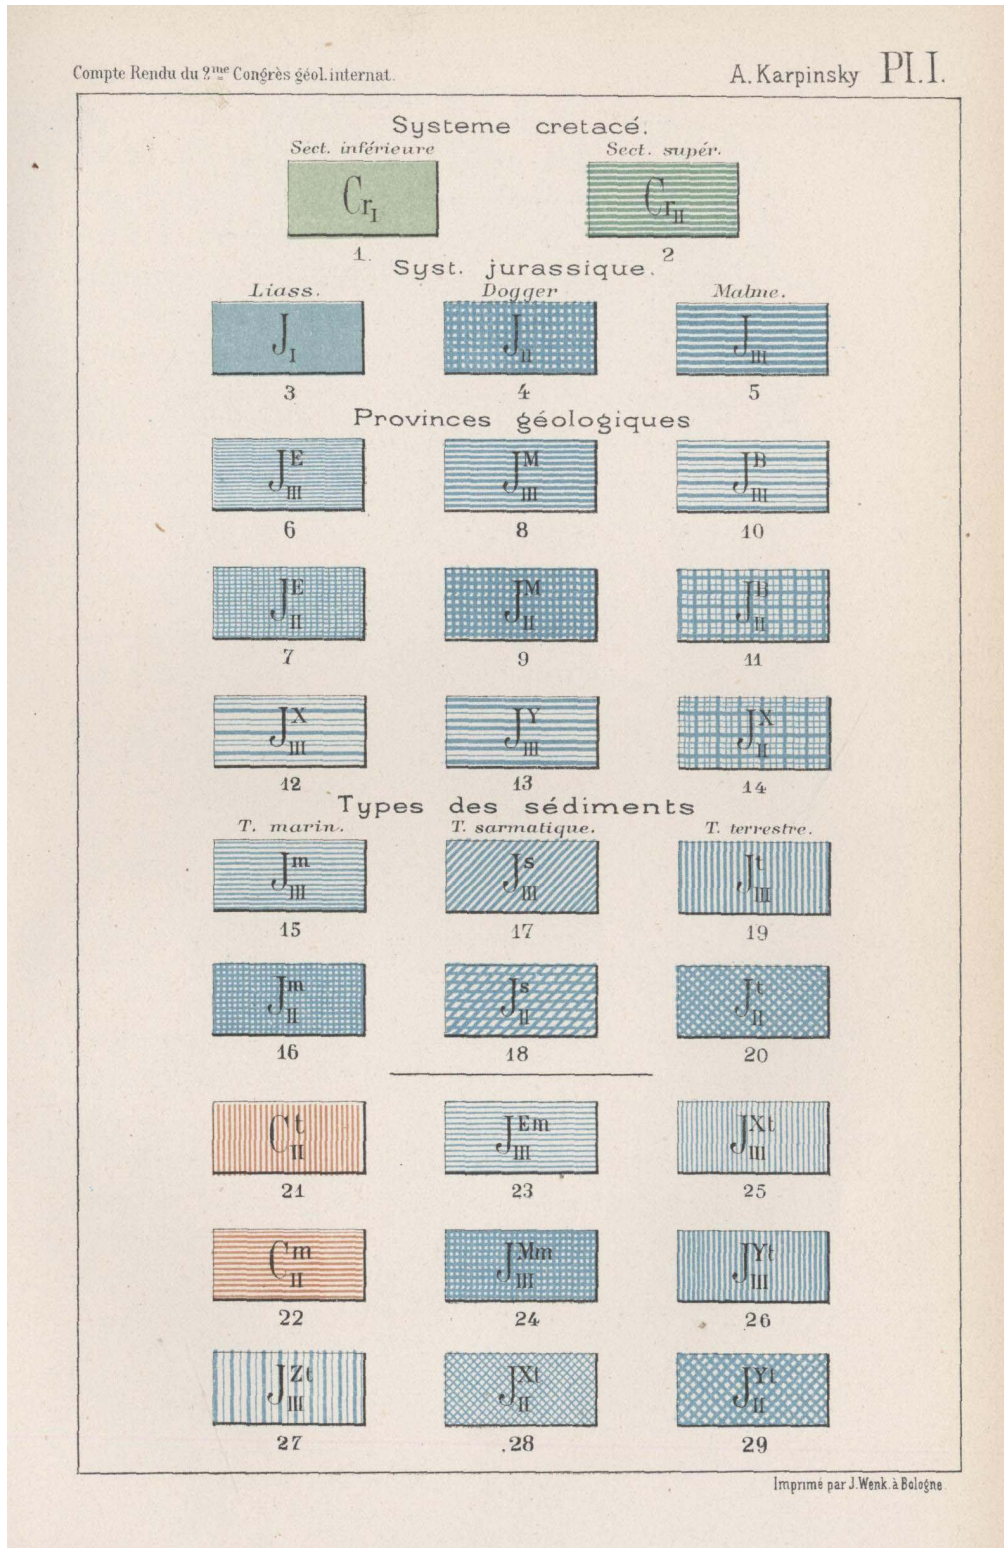 Compte Rendu du 2me Congrès géol. internat.
A. Karpinsky Pl. I.
Systeme cretacé.
Sect. inférieure Sect. supér.
CrI CrII
1. 2
Syst. jurassique.
Liass. Dogger Malme.
JI JII JIII
3 4 5
Provinces géologiques
JEIII JMIII JBIII
6 8 10
JEII JMII JBII
7 9 11
JXIII JYIII JXII
12 13 14
Types des sédiments
T. marin. T. sarmatique. T. terrestre.
JmIII JsIII JtIII
15 17 19
JmII JsII JtII
16 18 20
CtII JEmIII JXtIII
21 23 25
CmII JMmIII JYtIII
22 24 26
JZtIII JXtII JYtII
27 .28 29
Imprimé par J. Wenk. à Bologne